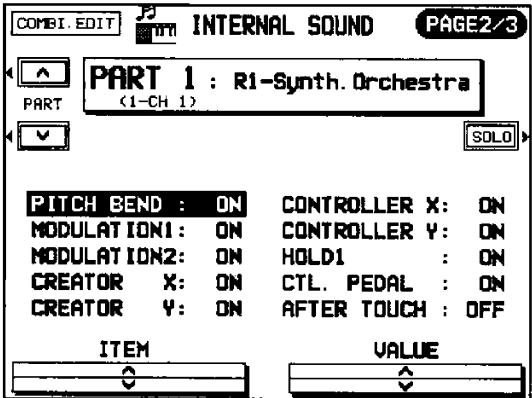 COMBI.EDIT INTERNAL SOUND PAGE2/3
PART 1 : R1-Synth.Orchestra
(1-CH 1)
PART
SOLO
PITCH BEND : ON
MODULATION1: ON
MODULATION2: ON
CREATOR X: ON
CREATOR Y: ON
CONTROLLER X: ON
CONTROLLER Y: ON
HOLD1 : ON
CTL. PEDAL : ON
AFTER TOUCH : OFF
ITEM
VALUE